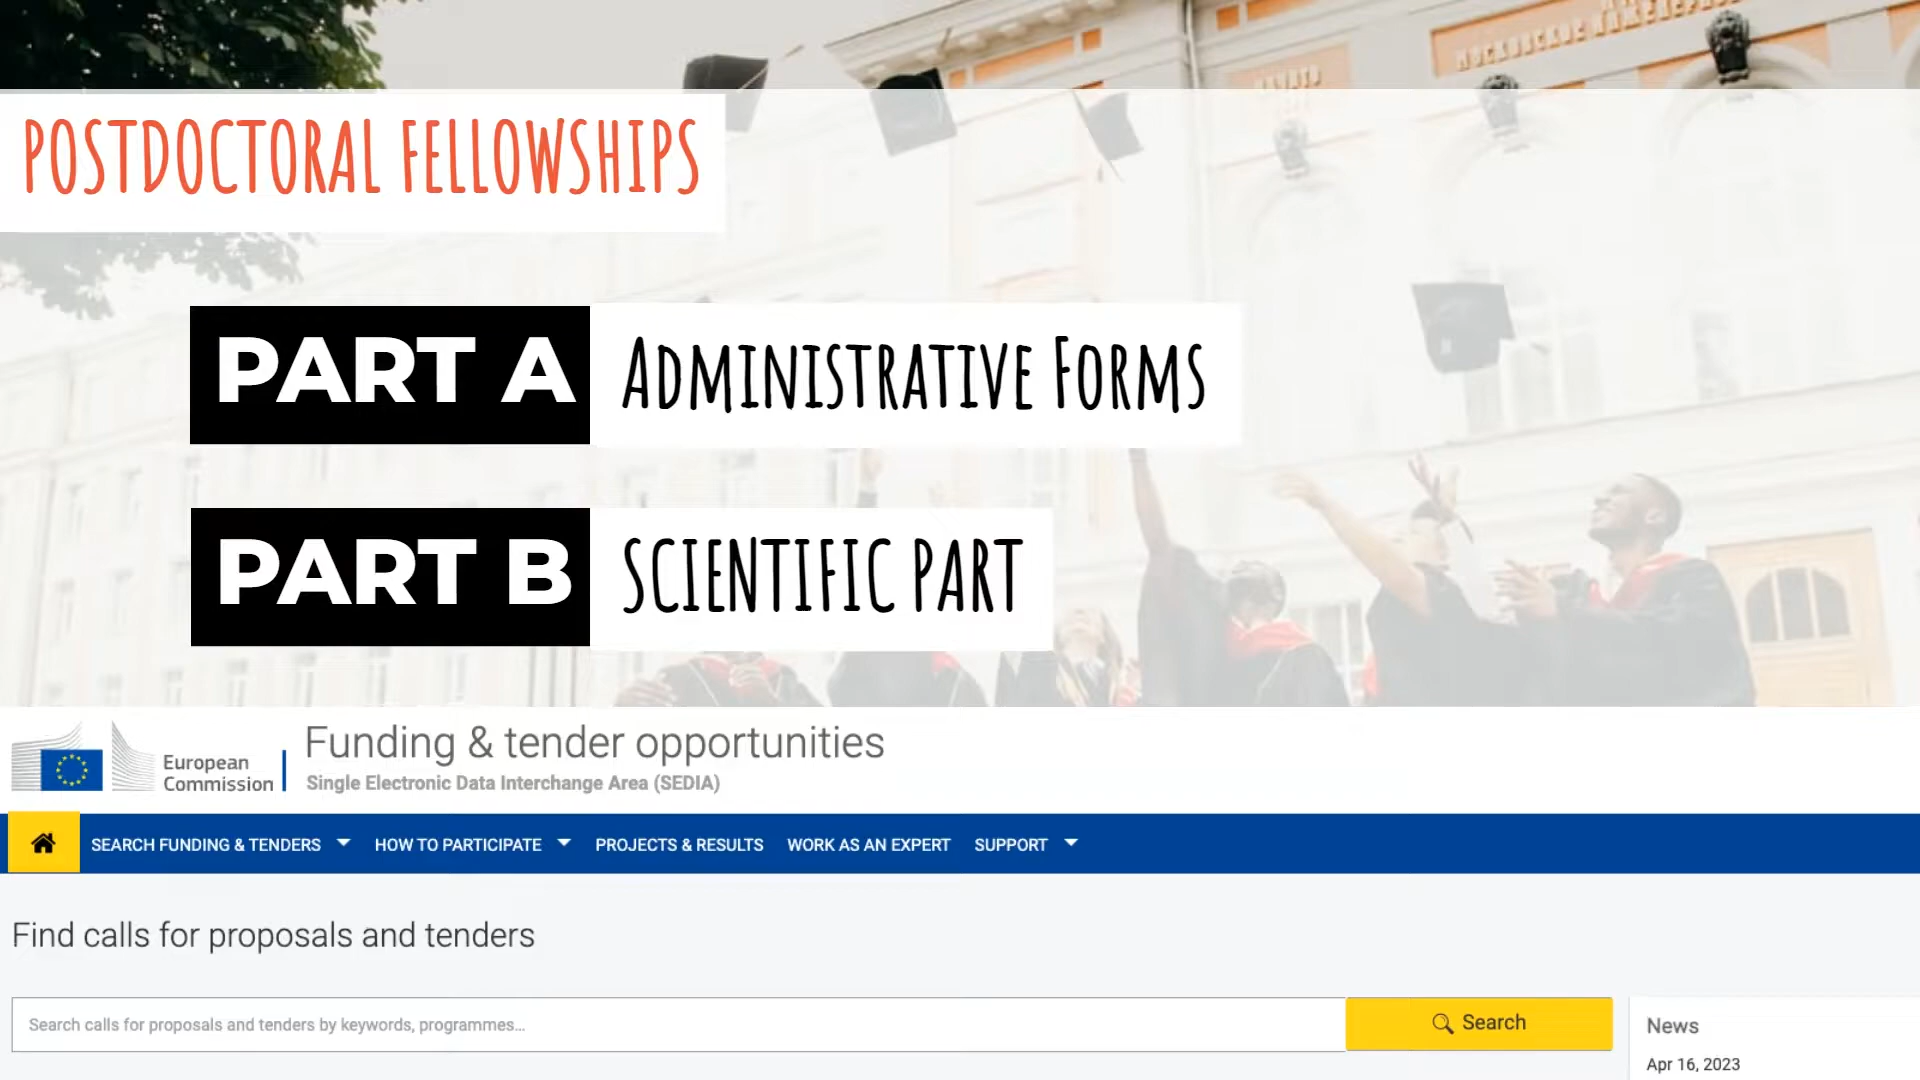 МОСКОВСКОЕ ИНЖЕНЕРНОЕ
POSTDOCTORAL FELLOWSHIPS
PART A ADMINISTRATIVE FORMS
PART B SCIENTIFIC PART
European
Commission
Funding & tender opportunities
Single Electronic Data Interchange Area (SEDIA)
SEARCH FUNDING & TENDERS HOW TO PARTICIPATE PROJECTS & RESULTS WORK AS AN EXPERT SUPPORT
Find calls for proposals and tenders
Search calls for proposals and tenders by keywords, programmes...
Search
News
Apr 16, 2023